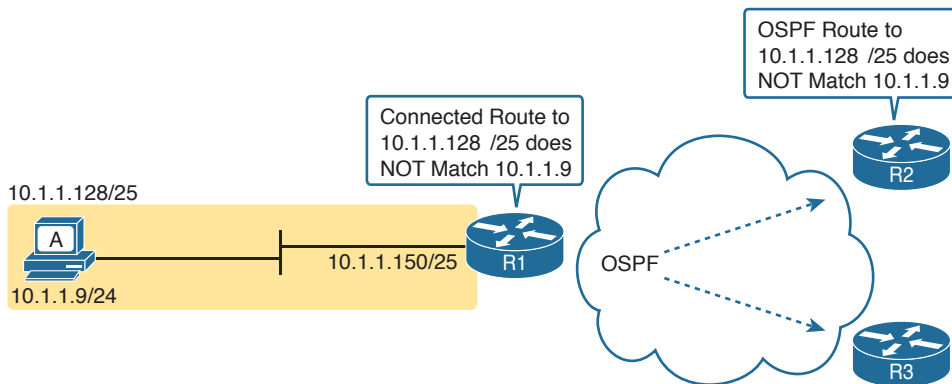 OSPF Route to
10.1.1.128 /25 does
NOT Match 10.1.1.9
Connected Route to
10.1.1.128 /25 does
NOT Match 10.1.1.9
R2
10.1.1.128/25
A
10.1.1.150/25
R1
OSPF
10.1.1.9/24
R3